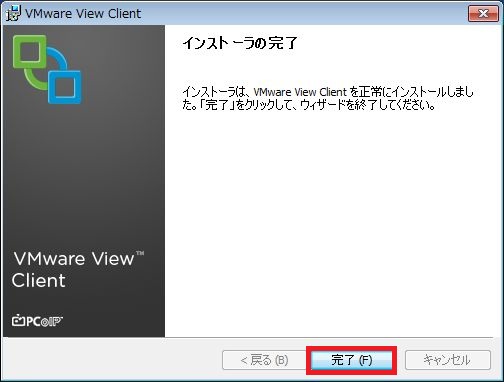 VMware View Client
インストーラの完了
インストーラは、VMware View Client を正常にインストールしまし
た。「完了」をクリックして、ウィザードを終了してください。
VMware View™
Client
PCoIP™
< 戻る (B)
完了 (F)
キャンセル